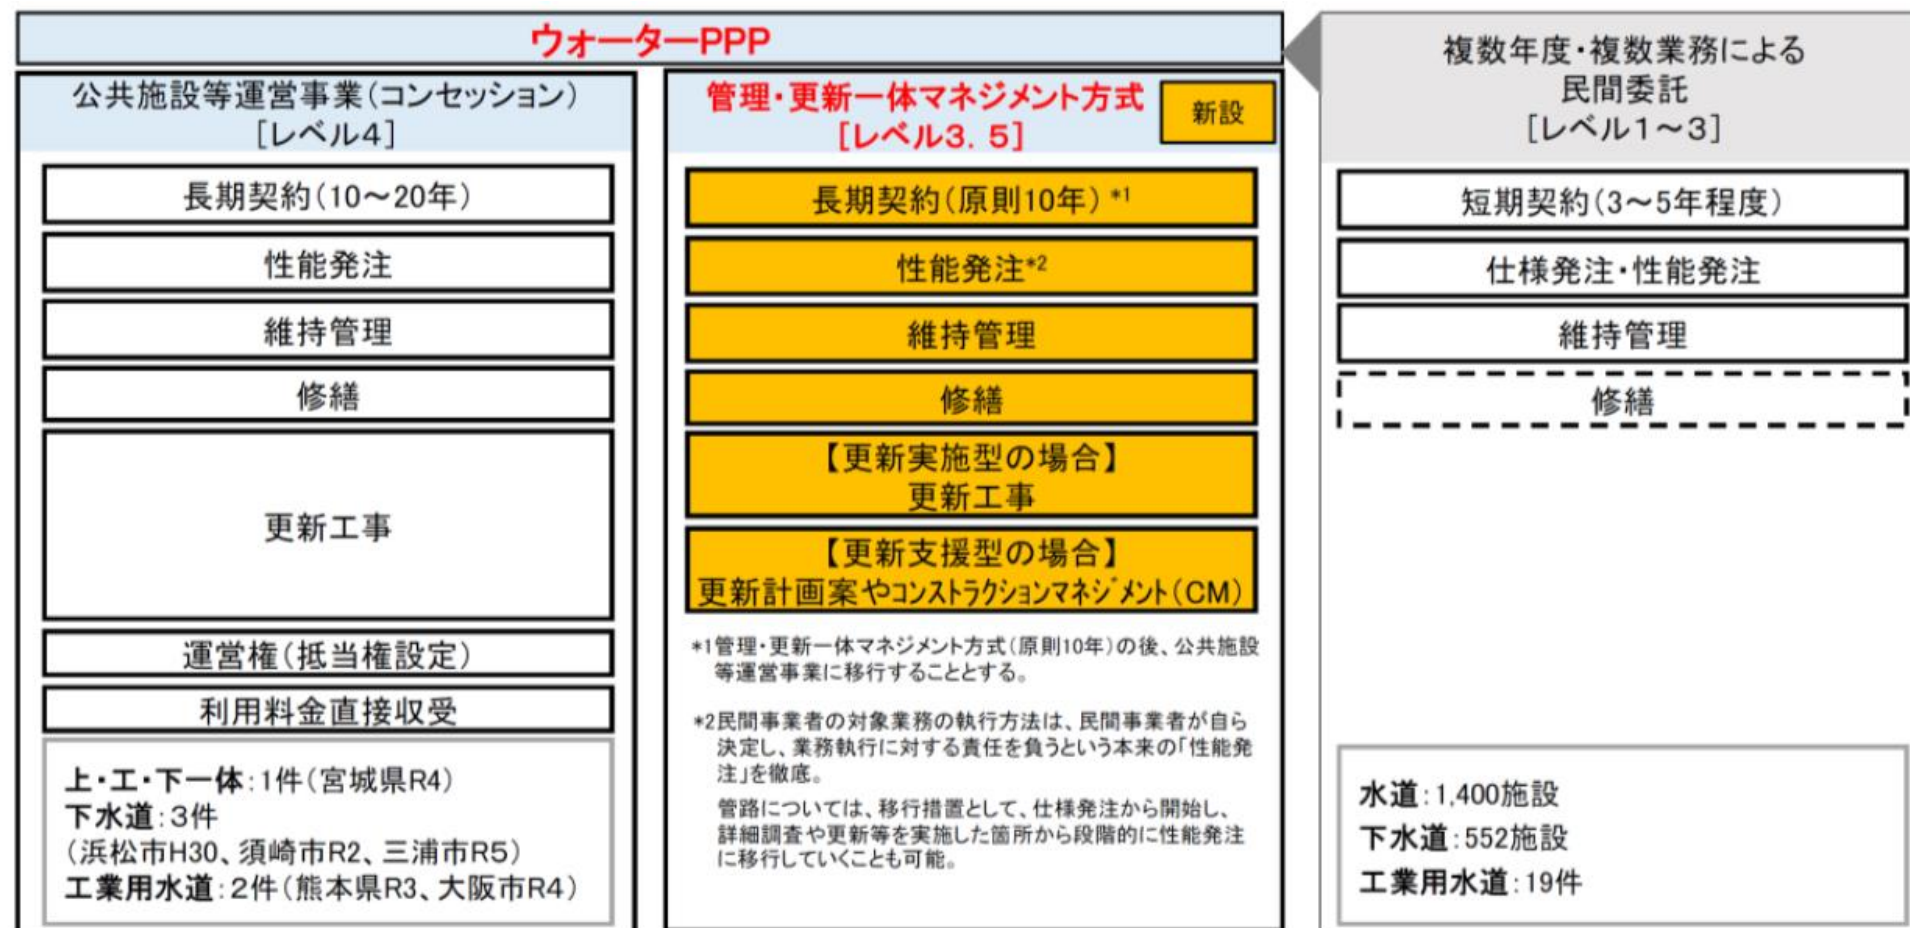 ウォーターPPP
公共施設等運営事業(コンセッション)
[レベル4]
長期契約(10～20年)
性能発注
維持管理
修繕
更新工事
運営権(抵当権設定)
利用料金直接収受
上・工・下一体:1件(宮城県R4)
下水道:3件
(浜松市H30、須崎市R2、三浦市R5)
工業用水道:2件(熊本県R3、大阪市R4)
管理・更新一体マネジメント方式
[レベル3.5]
新設
長期契約(原則10年)*1
性能発注*2
維持管理
修繕
【更新実施型の場合】
更新工事
【更新支援型の場合】
更新計画案やコンストラクションマネジメント(CM)
*1管理・更新一体マネジメント方式(原則10年)の後、公共施設
等運営事業に移行することとする。
*2民間事業者の対象業務の執行方法は、民間事業者が自ら
決定し、業務執行に対する責任を負うという本来の「性能発
注」を徹底。
管路については、移行措置として、仕様発注から開始し、
詳細調査や更新等を実施した箇所から段階的に性能発注
に移行していくことも可能。
複数年度・複数業務による
民間委託
[レベル1～3]
短期契約(3～5年程度)
仕様発注・性能発注
維持管理
修繕
水道:1,400施設
下水道:552施設
工業用水道:19件